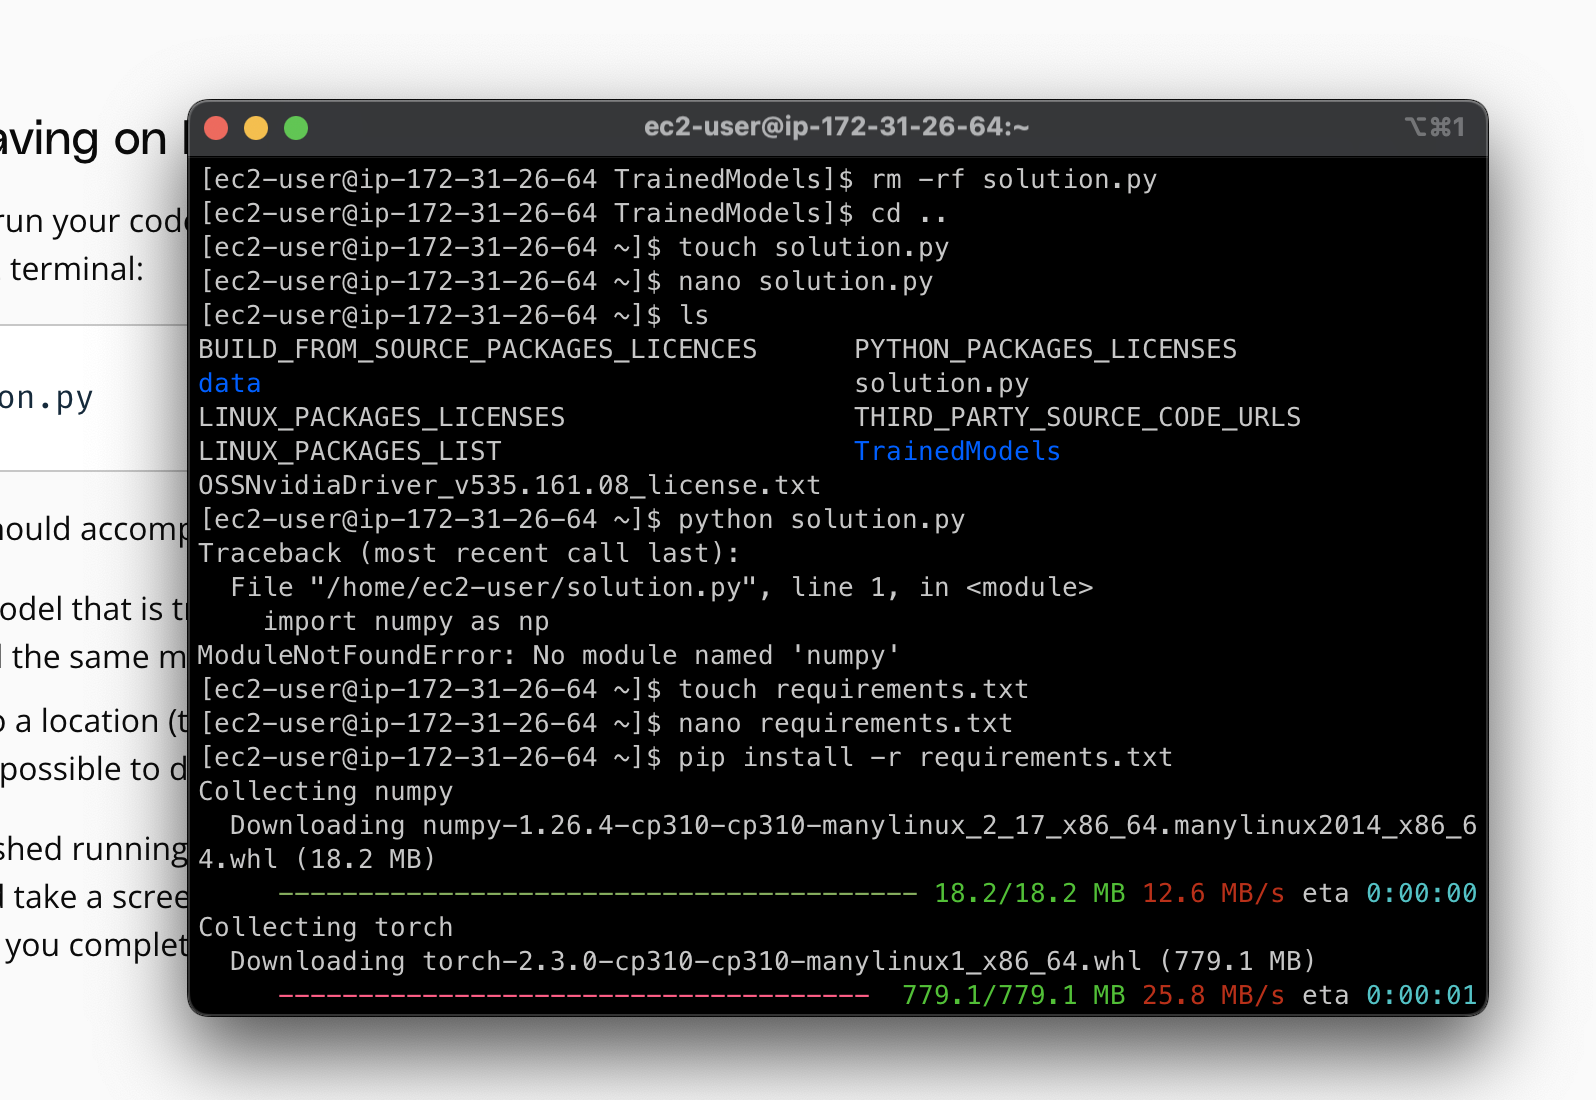 aving on
run your code
terminal:
on.py
hould accomp
odel that is
the same m
a location (t
possible to d
shed running
take a scree
you complet
ec2-user@ip-172-31-26-64:~
⌥⌘1
[ec2-user@ip-172-31-26-64 TrainedModels]$ rm -rf solution.py
[ec2-user@ip-172-31-26-64 TrainedModels]$ cd ..
[ec2-user@ip-172-31-26-64 ~]$ touch solution.py
[ec2-user@ip-172-31-26-64 ~]$ nano solution.py
[ec2-user@ip-172-31-26-64 ~]$ ls
BUILD_FROM_SOURCE_PACKAGES_LICENCES PYTHON_PACKAGES_LICENSES
data solution.py
LINUX_PACKAGES_LICENSES THIRD_PARTY_SOURCE_CODE_URLS
LINUX_PACKAGES_LIST TrainedModels
OSSNvidiaDriver_v535.161.08_license.txt
[ec2-user@ip-172-31-26-64 ~]$ python solution.py
Traceback (most recent call last):
  File "/home/ec2-user/solution.py", line 1, in <module>
    import numpy as np
ModuleNotFoundError: No module named 'numpy'
[ec2-user@ip-172-31-26-64 ~]$ touch requirements.txt
[ec2-user@ip-172-31-26-64 ~]$ nano requirements.txt
[ec2-user@ip-172-31-26-64 ~]$ pip install -r requirements.txt
Collecting numpy
  Downloading numpy-1.26.4-cp310-cp310-manylinux_2_17_x86_64.manylinux2014_x86_6
4.whl (18.2 MB)
18.2/18.2 MB 12.6 MB/s eta 0:00:00
Collecting torch
  Downloading torch-2.3.0-cp310-cp310-manylinux1_x86_64.whl (779.1 MB)
779.1/779.1 MB 25.8 MB/s eta 0:00:01